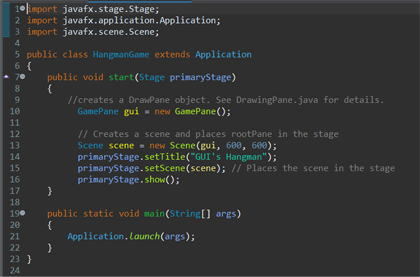 1 import javafx.stage.Stage;
2 import javafx.application.Application;
3 import javafx.scene.Scene;
4
5 public class HangmanGame extends Application
6 {
7     public void start(Stage primaryStage)
8     {
9         //creates a DrawPane object. See DrawingPane.java for details.
10         GamePane gui = new GamePane();
11
12         // Creates a scene and places rootPane in the stage
13         Scene scene = new Scene(gui, 600, 600);
14         primaryStage.setTitle("GUI's Hangman");
15         primaryStage.setScene(scene); // Places the scene in the stage
16         primaryStage.show();
17     }
18
19     public static void main(String[] args)
20     {
21         Application.launch(args);
22     }
23 }
24